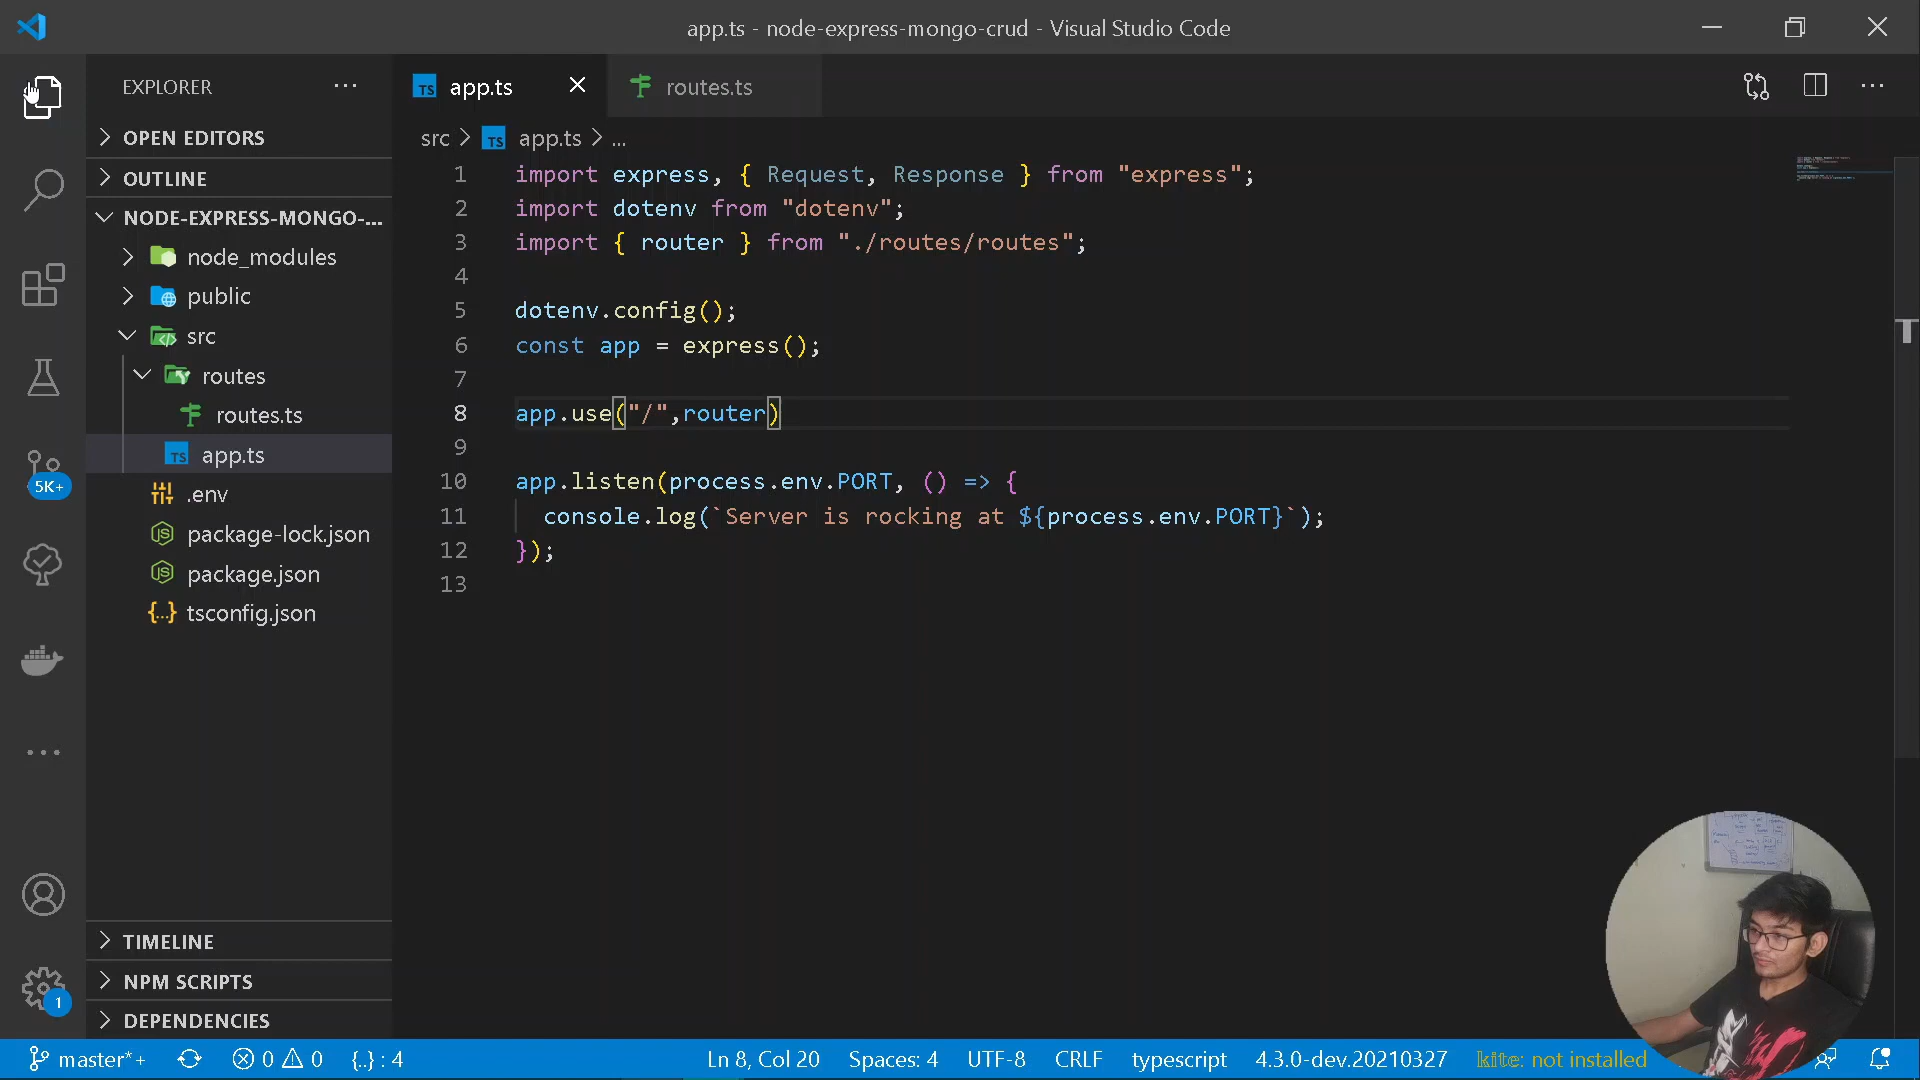 app.ts - node-express-mongo-crud - Visual Studio Code
EXPLORER
OPEN EDITORS
OUTLINE
NODE-EXPRESS-MONGO-...
node_modules
public
src
routes
routes.ts
TS app.ts
.env
package-lock.json
package.json
tsconfig.json
TIMELINE
NPM SCRIPTS
DEPENDENCIES
5K+
1
TS app.ts
routes.ts
src > TS app.ts > ...
1 import express, { Request, Response } from "express";
2 import dotenv from "dotenv";
3 import { router } from "./routes/routes";
4
5 dotenv.config();
6 const app = express();
7
8 app.use("/",router)
9
10 app.listen(process.env.PORT, () => {
11 console.log(`Server is rocking at ${process.env.PORT}`);
12 });
13
master*+ 0 0 {..} : 4 Ln 8, Col 20 Spaces: 4 UTF-8 CRLF typescript 4.3.0-dev.20210327 kite: not installed